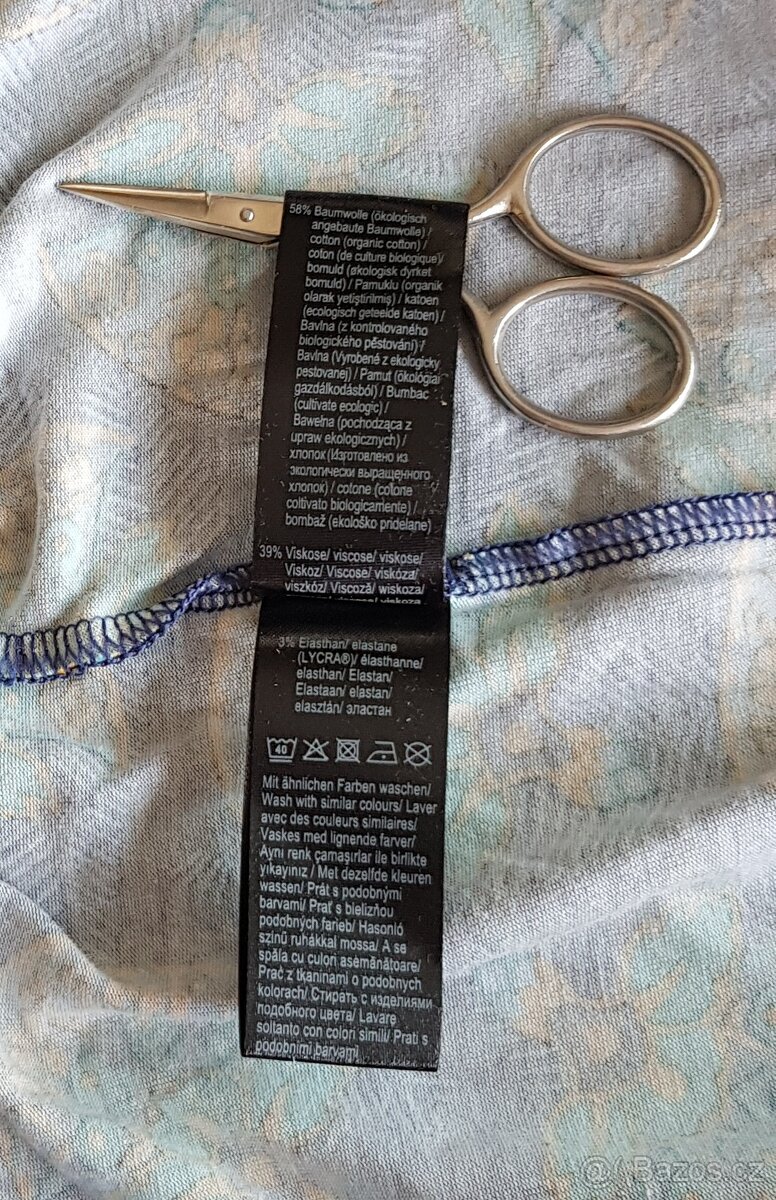 58% Baumwolle (ökologisch
angebaute Baumwolle) /
cotton (organic cotton) /
coton (de culture biologique)/
bomuld (økologisk dyrket
bomuld) / Pamuklu (organik
olarak yetiştirilmiş) / katoen
(ecologisch geteelde katoen) /
Bavlna (z kontrolovaného
biologického pěstování) /
Bavlna (Vyrobené z ekologicky
pestovanej) / Pamut (ökológiai
gazdálkodásból) / Bumbac
(cultivate ecologic) /
Bawełna (pochodząca z
upraw ekologicznych) /
хлопок (Изготовлено из
экологически выращенного
хлопок) / cotone (cotone
coltivato biologicamente) /
bombaž (ekološko pridelane)
39% Viskose/ viscose/ viskose/
Viskoz/ Viscose/ viskóza/
viszkóz/ Viscoză/ wiskoza/
viskoza
3% Elasthan/ elastane
(LYCRA®)/ élasthanne/
elasthan/ Elastan/
Elastaan/ elastan/
elasztán/ эластан
40
Mit ähnlichen Farben waschen/
Wash with similar colours/ Laver
avec des couleurs similaires/
Vaskes med lignende farver/
Aynı renk çamaşırlar ile birlikte
yıkayınız / Met dezelfde kleuren
wassen/ Prát s podobnými
barvami/ Prať s bielizňou
podobných farieb/ Hasonló
színű ruhákkal mossa/ A se
spăla cu culori asemănătoare/
Prać z tkaninami o podobnych
kolorach/ Стирать с изделиями
подобного цвета/ Lavare
soltanto con colori simili/ Prati s
podobnimi barvami
@/ Bazos.cz